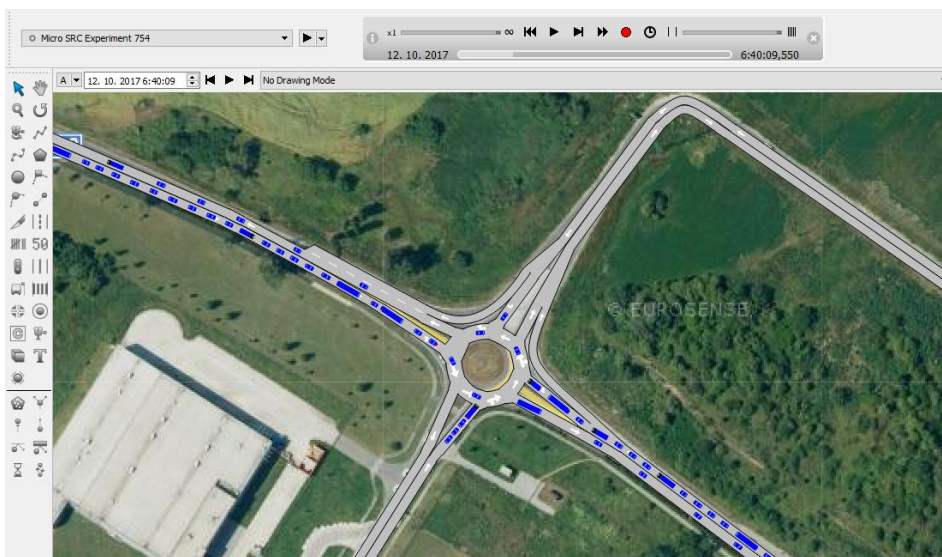 Micro SRC Experiment 754
x1
∞
12. 10. 2017
6:40:09,550
A
12. 10. 2017 6:40:09
No Drawing Mode
50
C
T
© EUROSENSE